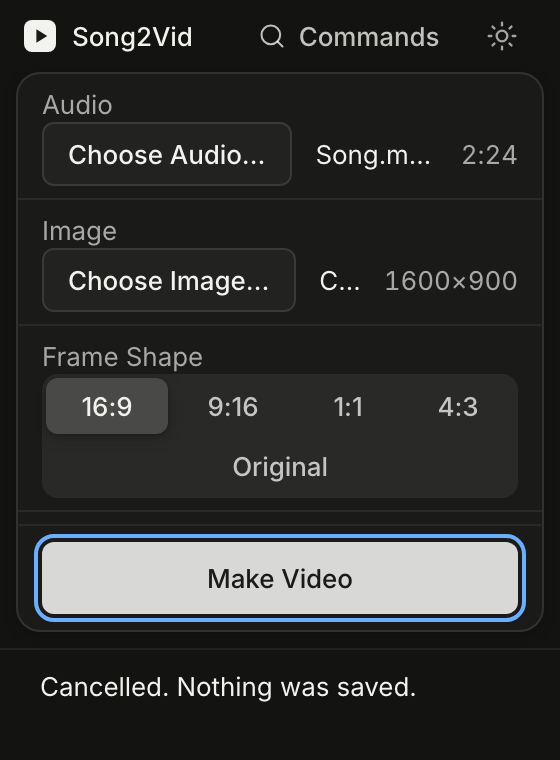 Song2Vid
Commands
Audio
Choose Audio…
Song.m…
2:24
Image
Choose Image…
C…
1600×900
Frame Shape
16:9
9:16
1:1
4:3
Original
Make Video
Cancelled. Nothing was saved.